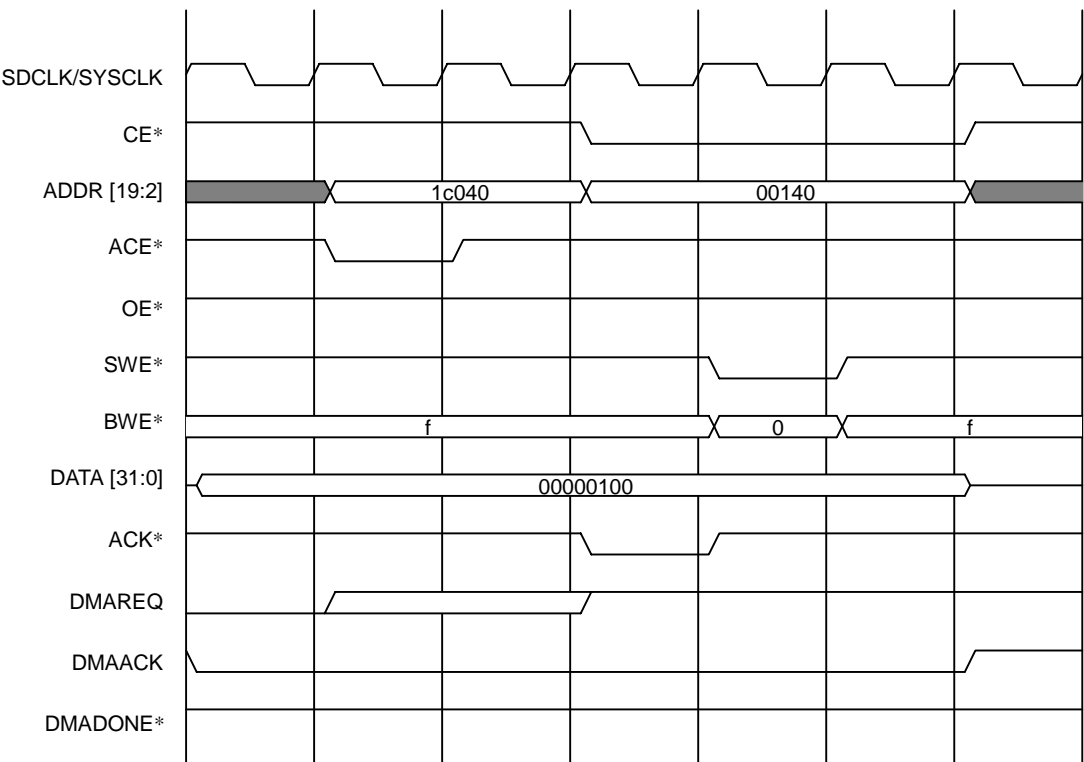 SDCLK/SYSCLK
CE*
ADDR [19:2] 1c040 00140
ACE*
OE*
SWE*
BWE* f 0 f
DATA [31:0] 00000100
ACK*
DMAREQ
DMAACK
DMADONE*